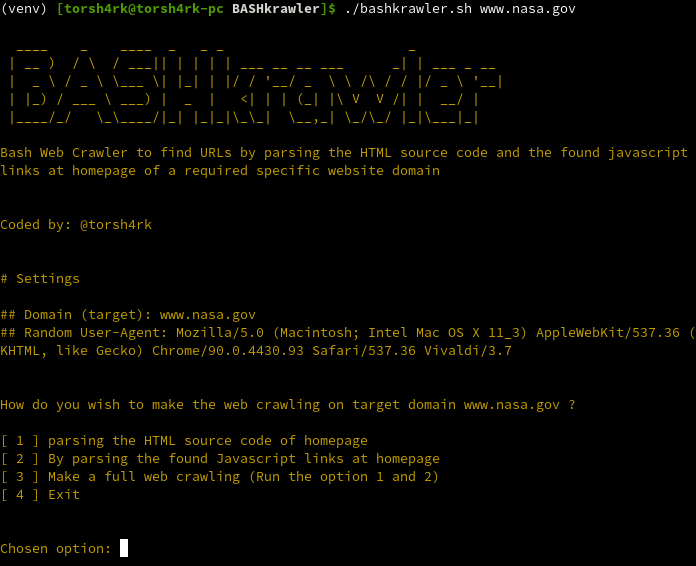 (venv) [torsh4rk@torsh4rk-pc BASHkrawler]$ ./bashkrawler.sh www.nasa.gov
BASHkrawler
Bash Web Crawler to find URLs by parsing the HTML source code and the found javascript
links at homepage of a required specific website domain
Coded by: @torsh4rk
# Settings
## Domain (target): www.nasa.gov
## Random User-Agent: Mozilla/5.0 (Macintosh; Intel Mac OS X 11_3) AppleWebKit/537.36 (
KHTML, like Gecko) Chrome/90.0.4430.93 Safari/537.36 Vivaldi/3.7
How do you wish to make the web crawling on target domain www.nasa.gov ?
[ 1 ] parsing the HTML source code of homepage
[ 2 ] By parsing the found Javascript links at homepage
[ 3 ] Make a full web crawling (Run the option 1 and 2)
[ 4 ] Exit
Chosen option: